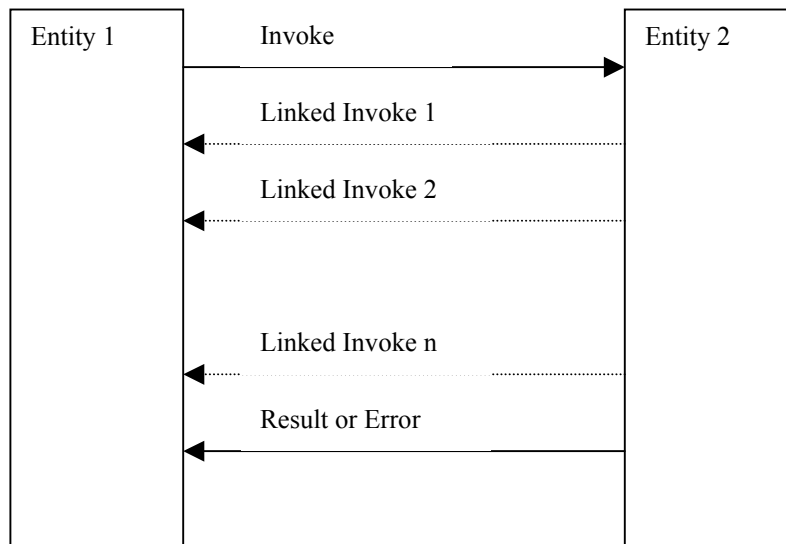 Entity 1
Invoke
Entity 2
Linked Invoke 1
Linked Invoke 2
Linked Invoke n
Result or Error